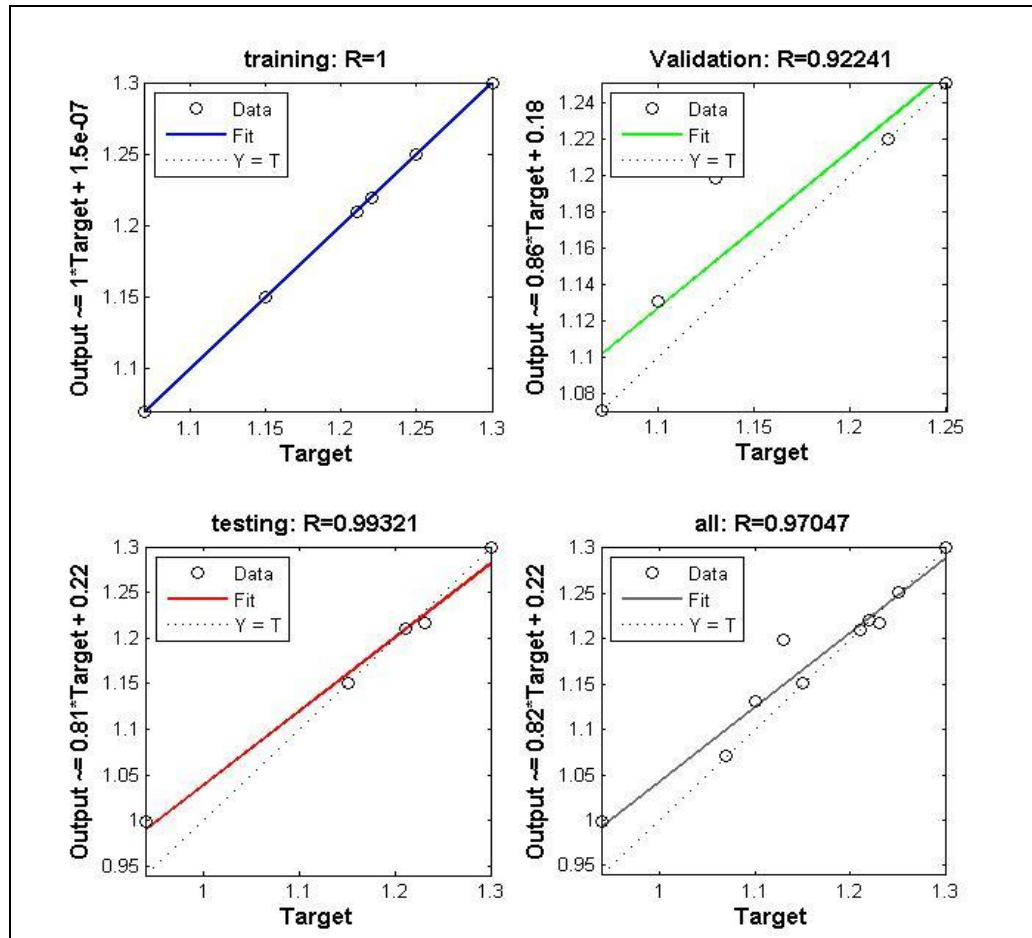 training: R=1
Output ~= 1*Target + 1.5e-07
1.3
1.25
1.2
1.15
1.1
Data
Fit
Y = T
1.1 1.15 1.2 1.25 1.3
Target
Validation: R=0.92241
Output ~= 0.86*Target + 0.18
1.24
1.22
1.2
1.18
1.16
1.14
1.12
1.1
1.08
Data
Fit
Y = T
1.1 1.15 1.2 1.25
Target
testing: R=0.99321
Output ~= 0.81*Target + 0.22
1.3
1.25
1.2
1.15
1.1
1.05
1
0.95
Data
Fit
Y = T
1 1.1 1.2 1.3
Target
all: R=0.97047
Output ~= 0.82*Target + 0.22
1.3
1.25
1.2
1.15
1.1
1.05
1
0.95
Data
Fit
Y = T
1 1.1 1.2 1.3
Target